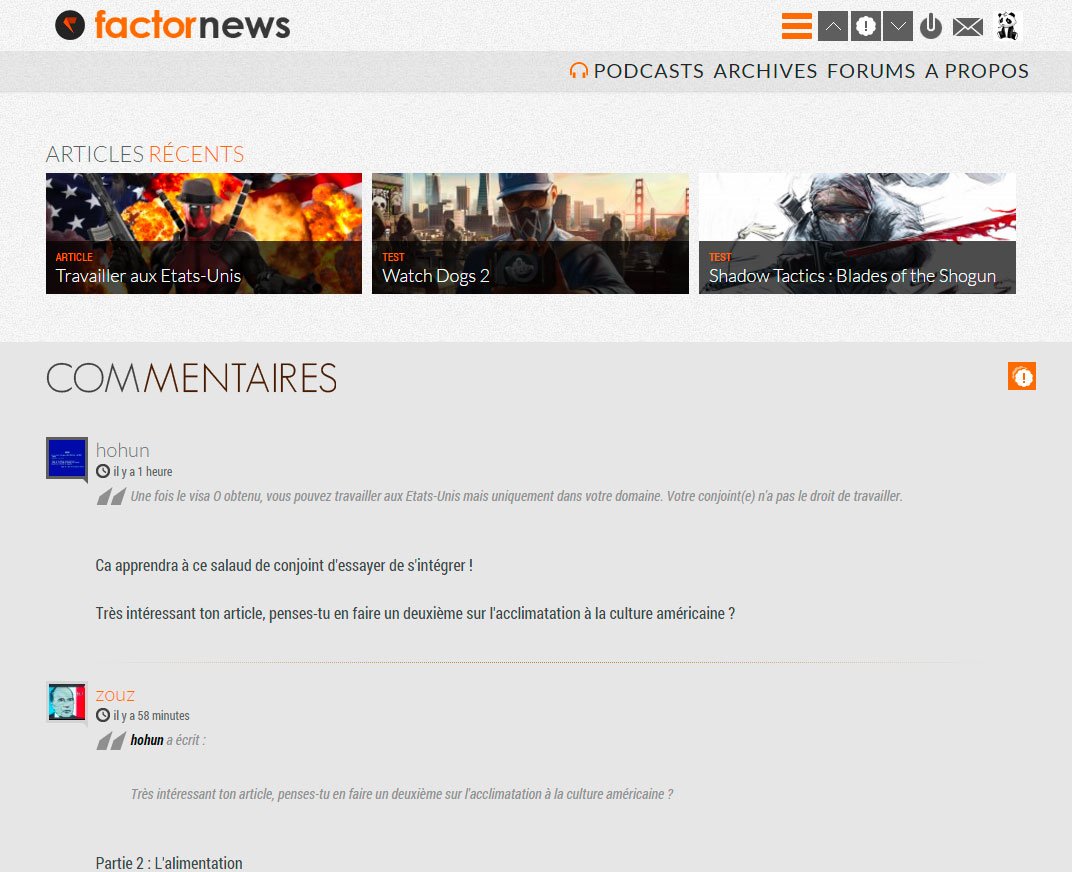 factornews
PODCASTS ARCHIVES FORUMS A PROPOS
ARTICLES RÉCENTS
ARTICLE
Travailler aux Etats-Unis
TEST
Watch Dogs 2
TEST
Shadow Tactics : Blades of the Shogun
COMMENTAIRES
hohun
il y a 1 heure
Une fois le visa O obtenu, vous pouvez travailler aux Etats-Unis mais uniquement dans votre domaine. Votre conjoint(e) n'a pas le droit de travailler.
Ca apprendra à ce salaud de conjoint d'essayer de s'intégrer !
Très intéressant ton article, penses-tu en faire un deuxième sur l'acclimatation à la culture américaine ?
zouz
il y a 58 minutes
hohun a écrit :
Très intéressant ton article, penses-tu en faire un deuxième sur l'acclimatation à la culture américaine ?
Partie 2 : L'alimentation